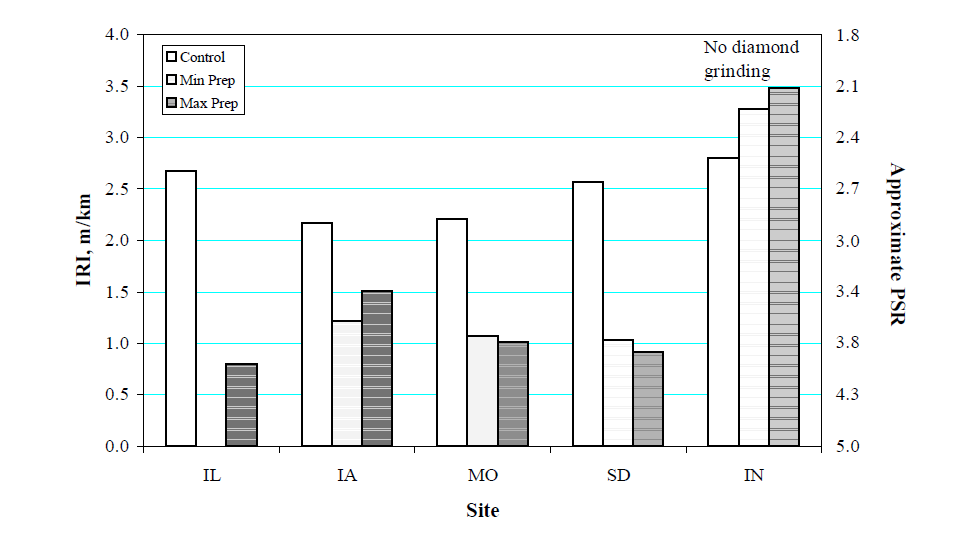 4.0
3.5
3.0
2.5
2.0
1.5
1.0
0.5
0.0
IRI, m/km
Control
Min Prep
Max Prep
No diamond
grinding
1.8
2.1
2.4
2.7
3.0
3.4
3.8
4.3
5.0
Approximate PSR
IL
IA
MO
SD
IN
Site